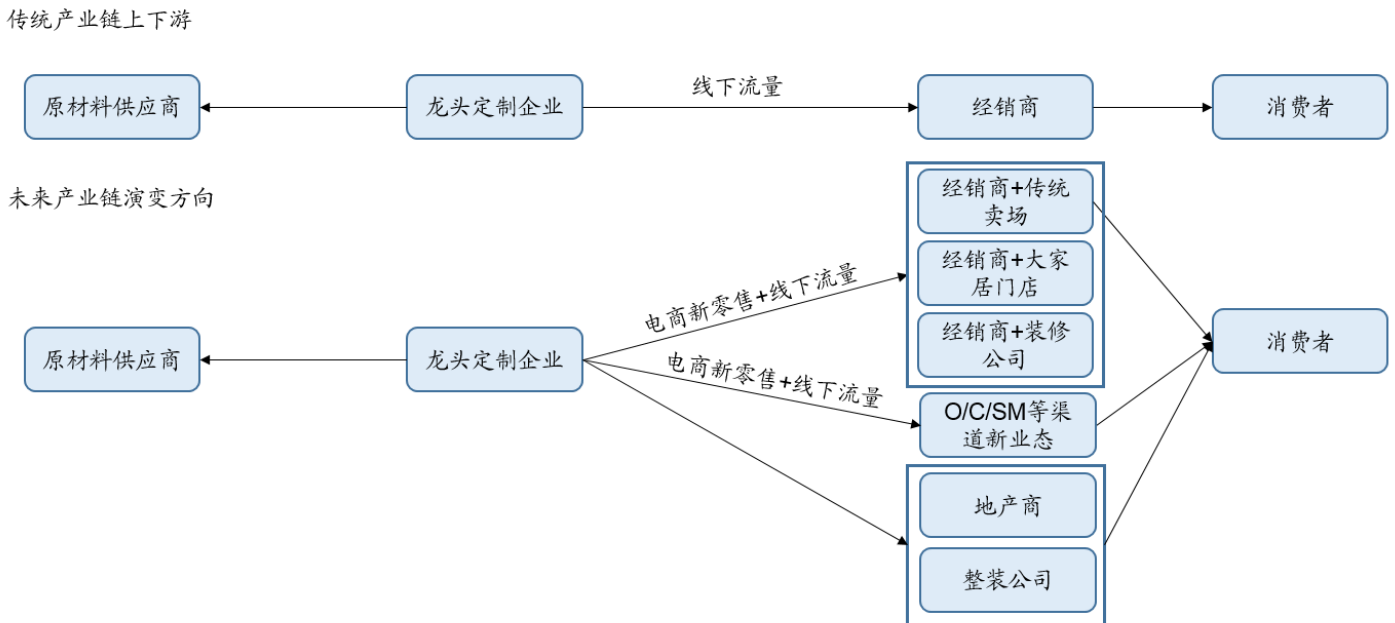 传统产业链上下游
原材料供应商
龙头定制企业
线下流量
经销商
消费者
未来产业链演变方向
原材料供应商
龙头定制企业
电商新零售+线下流量
电商新零售+线下流量
经销商+传统
卖场
经销商+大家
居门店
经销商+装修
公司
O/C/SM等渠
道新业态
地产商
整装公司
消费者